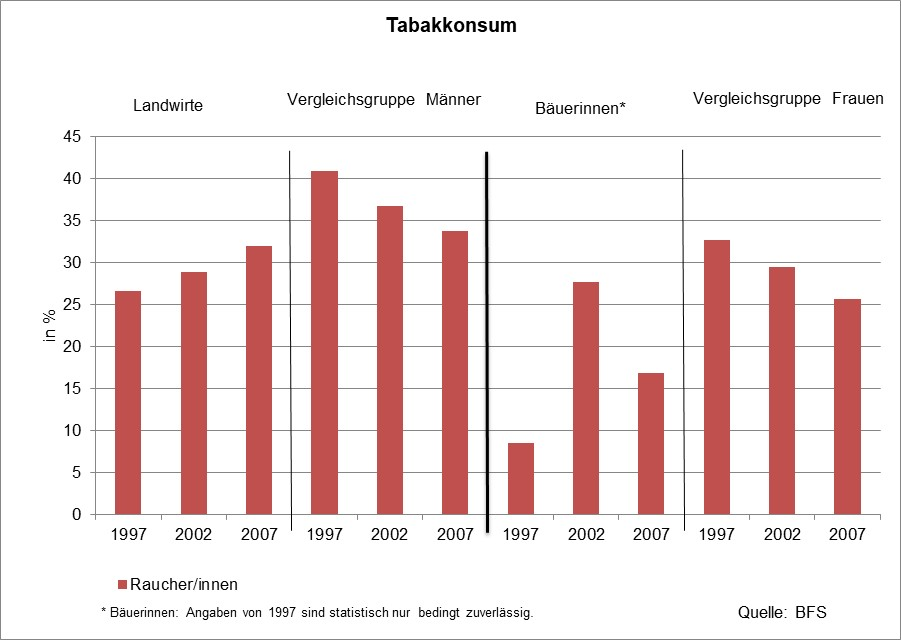 Tabakkonsum
Landwirte
Vergleichsgruppe Männer
Bäuerinnen*
Vergleichsgruppe Frauen
45
40
35
30
25
20
15
10
5
0
in %
1997 2002 2007 1997 2002 2007 1997 2002 2007 1997 2002 2007
Raucher/innen
* Bäuerinnen: Angaben von 1997 sind statistisch nur bedingt zuverlässig.
Quelle: BFS